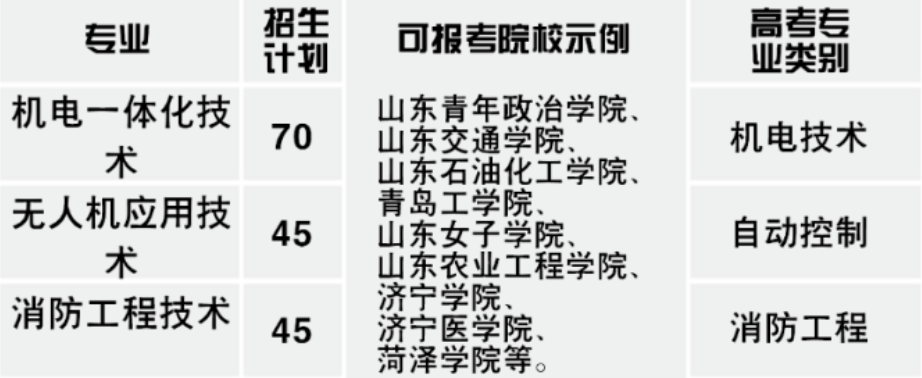 专业
招生
计划
可报考院校示例
高考专
业类别
机电一体化技
术
70
机电技术
无人机应用技
术
45
自动控制
消防工程技术
45
消防工程
山东青年政治学院、
山东交通学院、
山东石油化工学院、
青岛工学院、
山东女子学院、
山东农业工程学院、
济宁学院、
济宁医学院、
菏泽学院等。